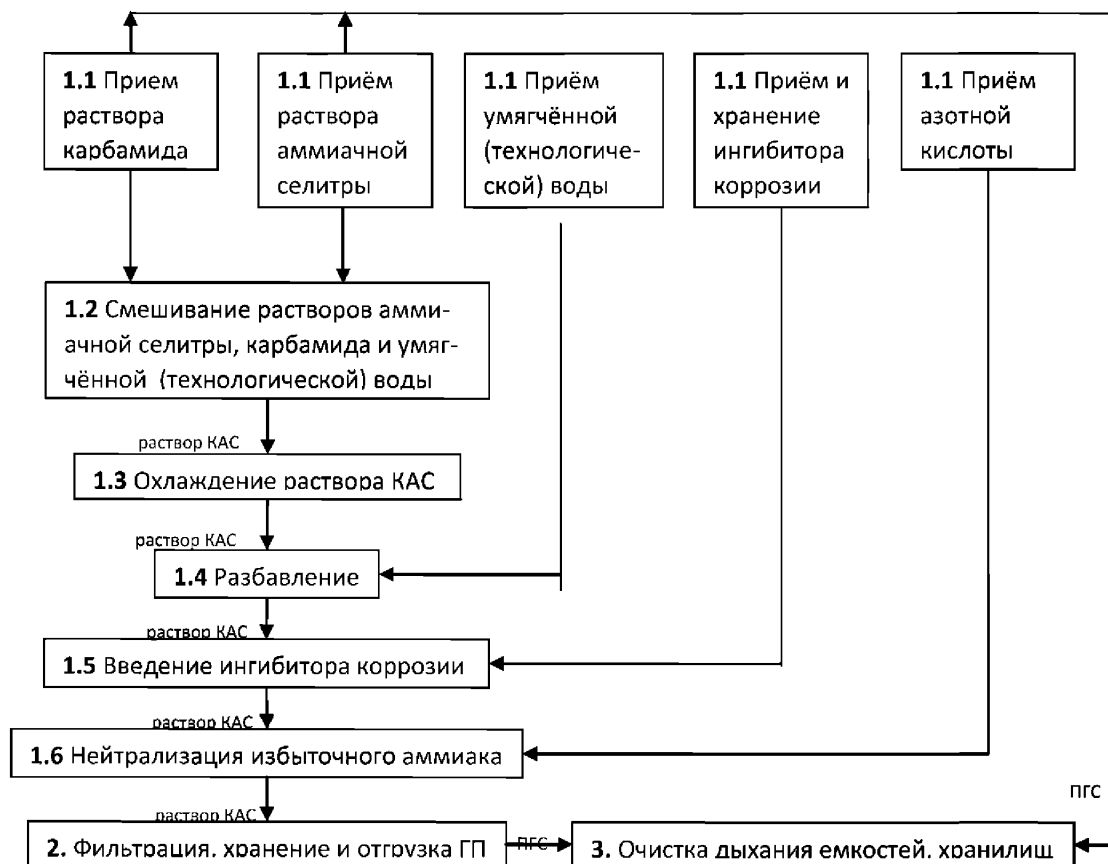 1.1 Прием
раствора
карбамида
1.1 Приём
раствора
аммиачной
селитры
1.1 Приём
умягчённой
(технологиче-
ской) воды
1.1 Приём и
хранение
ингибитора
коррозии
1.1 Приём
азотной
кислоты
1.2 Смешивание растворов амми-
ачной селитры, карбамида и умяг-
чённой (технологической) воды
раствор КАС
1.3 Охлаждение раствора КАС
раствор КАС
1.4 Разбавление
раствор КАС
1.5 Введение ингибитора коррозии
раствор КАС
1.6 Нейтрализация избыточного аммиака
пгс
раствор КАС
2. Фильтрация, хранение и отгрузка ГП
ПГС
3. Очистка дыхания емкостей, хранилищ